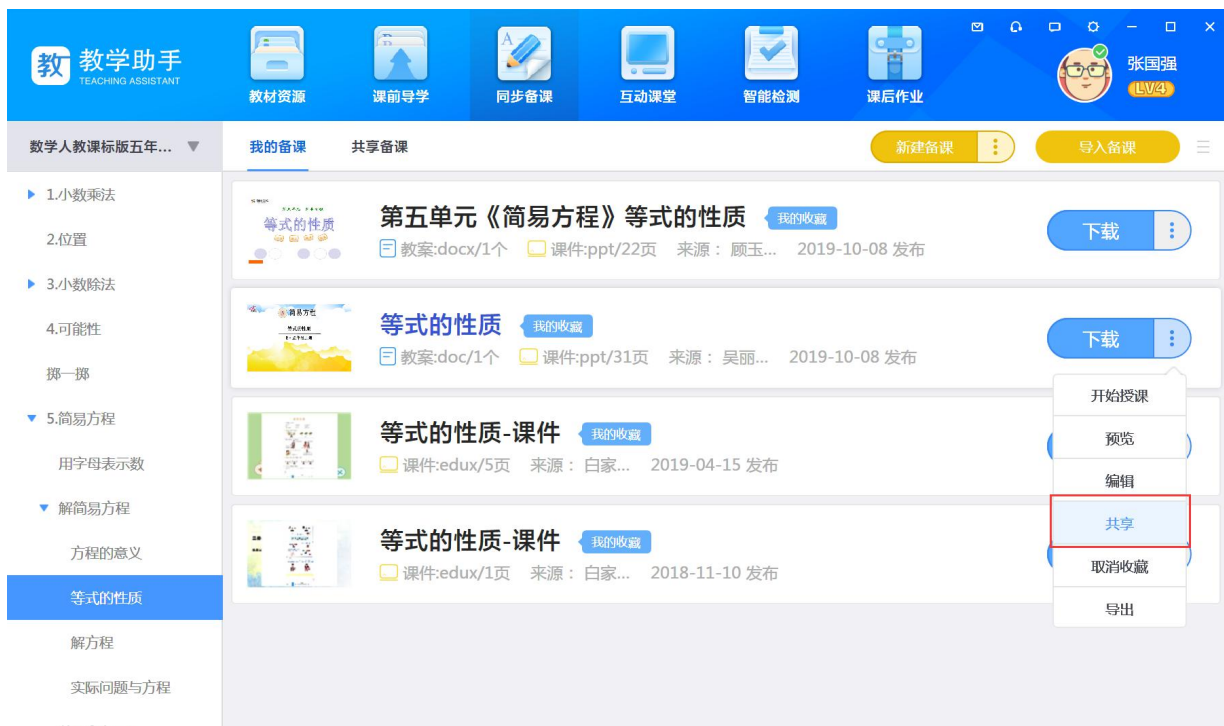 教 教学助手
TEACHING ASSISTANT
教材资源
课前导学
同步备课
互动课堂
智能检测
课后作业
张国强
LV4
数学人教课标版五年...
我的备课
共享备课
新建备课
导入备课
1.小数乘法
2.位置
3.小数除法
4.可能性
掷一掷
5.简易方程
用字母表示数
解简易方程
方程的意义
等式的性质
解方程
实际问题与方程
等式的性质
第五单元《简易方程》等式的性质 我的收藏
教案:docx/1个 课件:ppt/22页 来源： 顾玉... 2019-10-08 发布
下载
简易方程
等式的性质 我的收藏
教案:doc/1个 课件:ppt/31页 来源： 吴丽... 2019-10-08 发布
下载
等式的性质-课件 我的收藏
课件:edux/5页 来源： 白家... 2019-04-15 发布
等式的性质-课件 我的收藏
课件:edux/1页 来源： 白家... 2018-11-10 发布
开始授课
预览
编辑
共享
取消收藏
导出